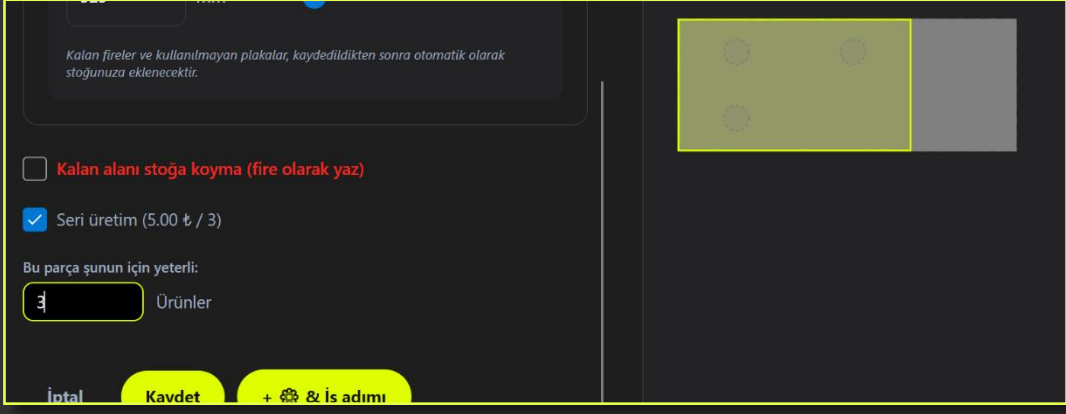 Kalan fireler ve kullanılmayan plakalar, kaydedildikten sonra otomatik olarak
stoğunuza eklenecektir.
Kalan alanı stoğa koyma (fire olarak yaz)
Seri üretim (5.00 ₺ / 3)
Bu parça şunun için yeterli:
3 Ürünler
İptal Kaydet + & İş adımı